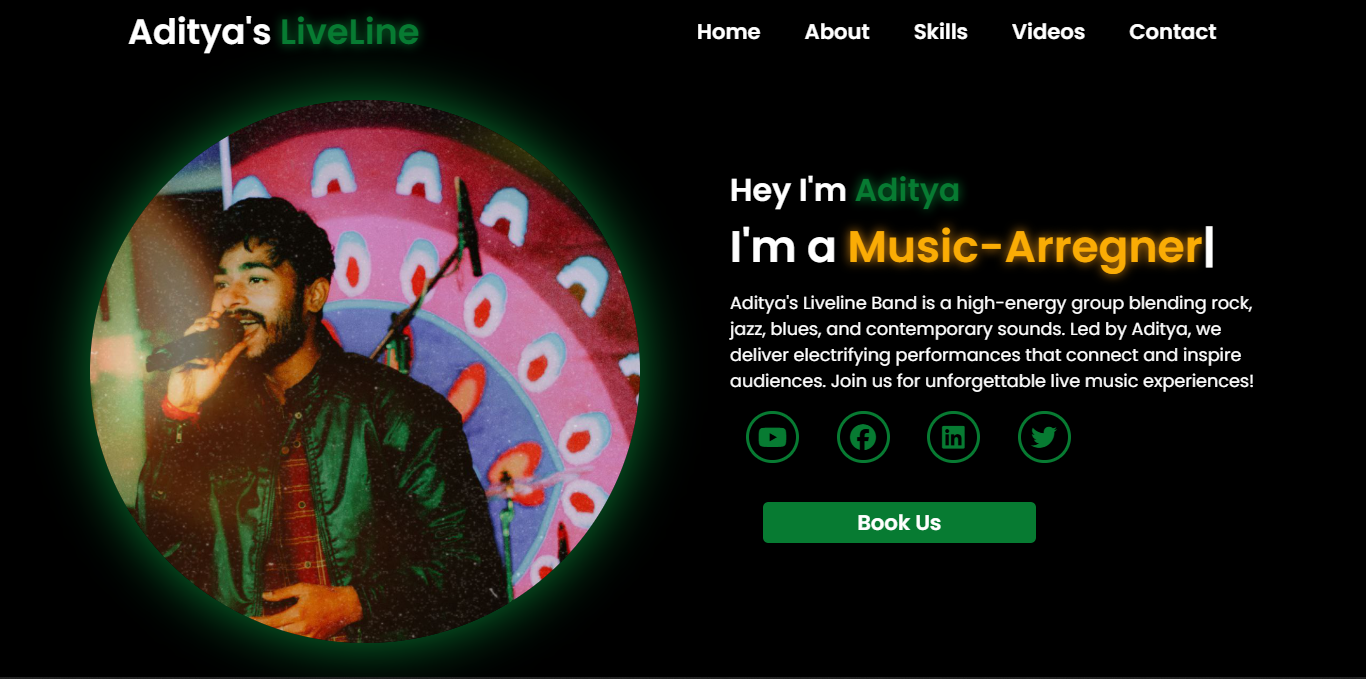 Aditya's LiveLine
Home About Skills Videos Contact
Hey I'm Aditya
I'm a Music-Arregner|
Aditya's Liveline Band is a high-energy group blending rock,
jazz, blues, and contemporary sounds. Led by Aditya, we
deliver electrifying performances that connect and inspire
audiences. Join us for unforgettable live music experiences!
in
Book Us